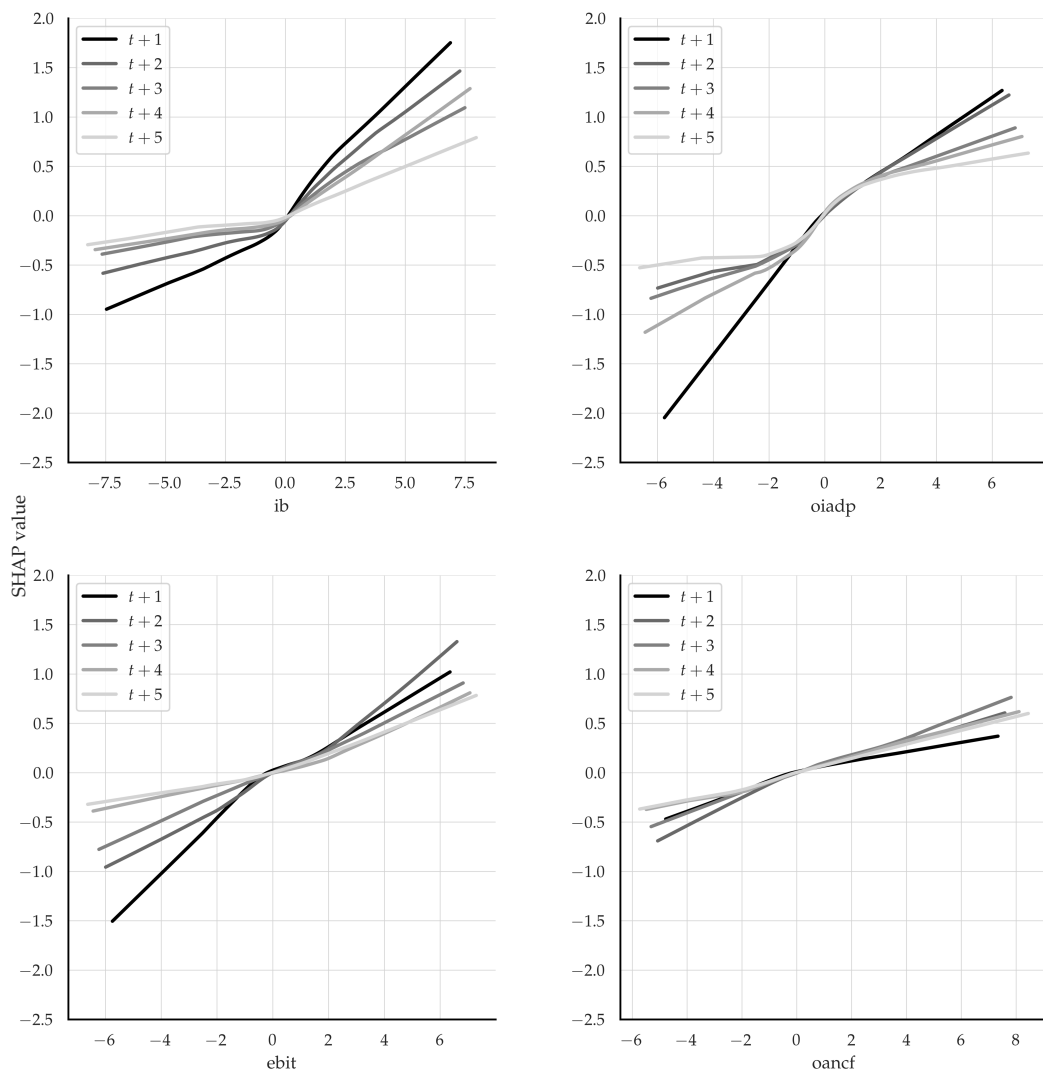 2.0
1.5
1.0
0.5
0.0
−0.5
−1.0
−1.5
−2.0
−2.5
t + 1
t + 2
t + 3
t + 4
t + 5
−7.5 −5.0 −2.5 0.0 2.5 5.0 7.5
ib
2.0
1.5
1.0
0.5
0.0
−0.5
−1.0
−1.5
−2.0
−2.5
t + 1
t + 2
t + 3
t + 4
t + 5
−6 −4 −2 0 2 4 6
oiadp
SHAP value
2.0
1.5
1.0
0.5
0.0
−0.5
−1.0
−1.5
−2.0
−2.5
t + 1
t + 2
t + 3
t + 4
t + 5
−6 −4 −2 0 2 4 6
ebit
2.0
1.5
1.0
0.5
0.0
−0.5
−1.0
−1.5
−2.0
−2.5
t + 1
t + 2
t + 3
t + 4
t + 5
−6 −4 −2 0 2 4 6 8
oancf